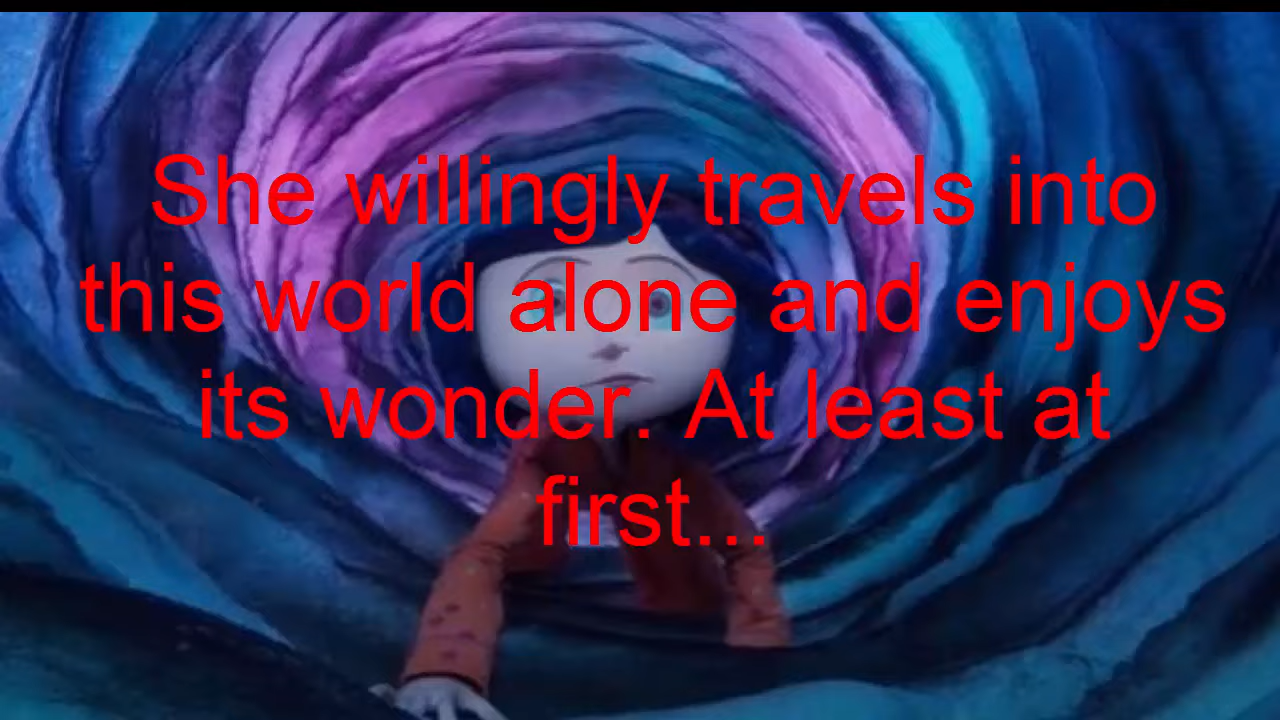 She willingly travels into
this world alone and enjoys
its wonder. At least at
first...